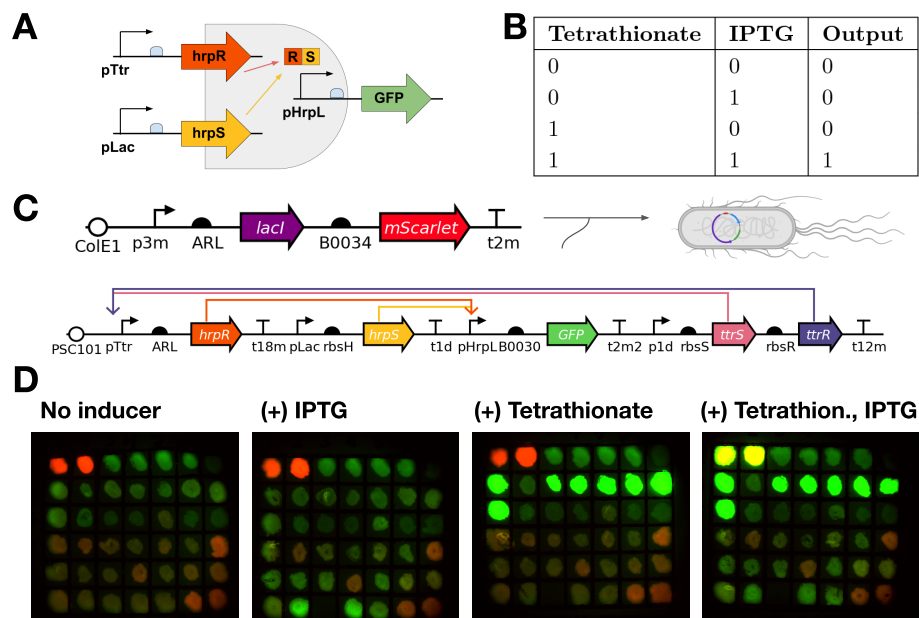 A
pTtr
hrpR
R S
pLac
hrpS
pHrpL
GFP
B
Tetrathionate IPTG Output
0 0 0
0 1 0
1 0 0
1 1 1
C
ColE1 p3m ARL lacI B0034 mScarlet t2m
PSC101 pTtr ARL hrpR t18m pLac rbsH hrpS t1d pHrpL B0030 GFP t2m2 p1d rbsS ttrS rbsR ttrR t12m
D
No inducer
(+) IPTG
(+) Tetrathionate
(+) Tetrathion., IPTG